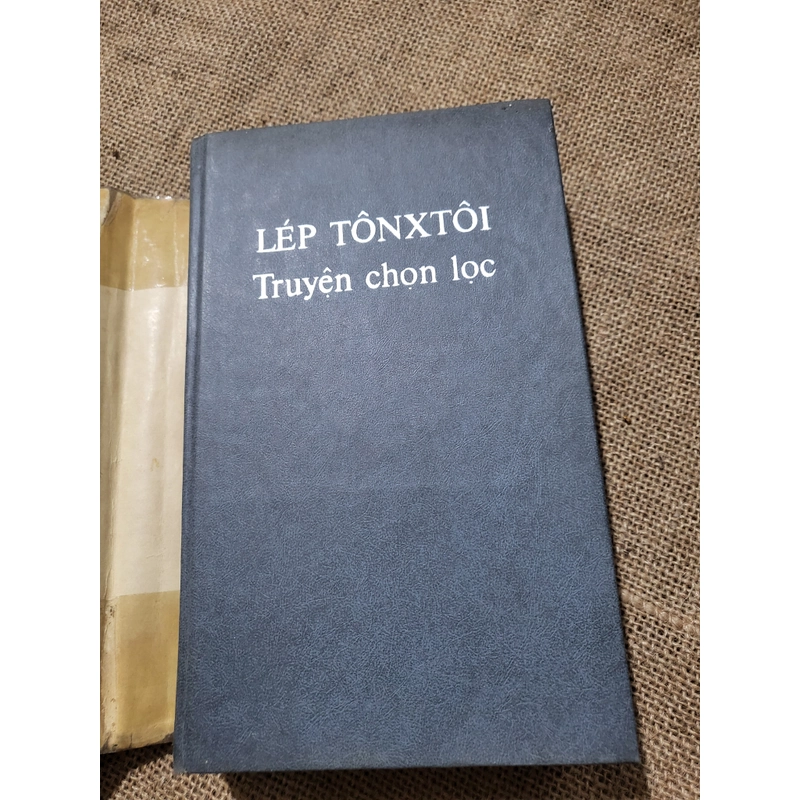 LÉP TÔNXTÔI
Truyện chọn lọc